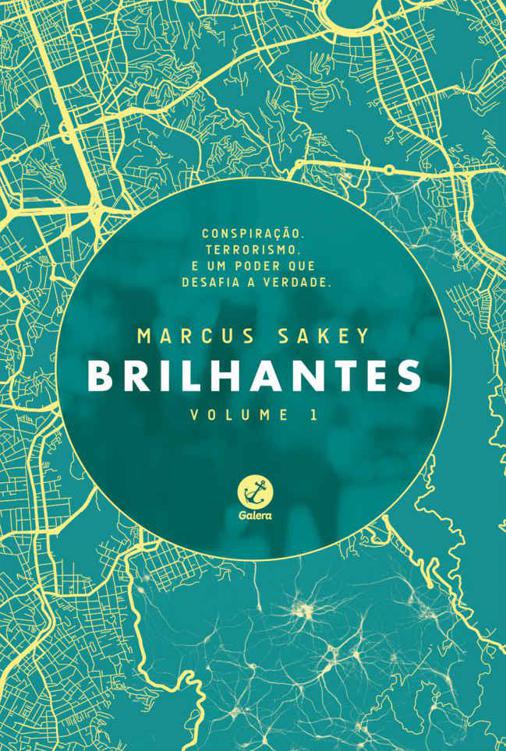 CONSPIRAÇÃO.
TERRORISMO.
E UM PODER QUE
DESAFIA A VERDADE.
MARCUS SAKEY
BRILHANTES
VOLUME 1
Galera